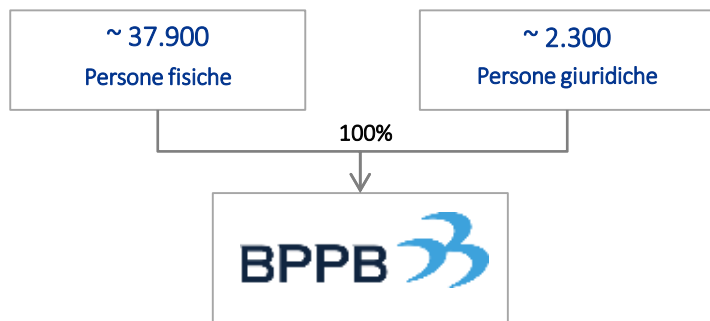 ~ 37.900
Persone fisiche
~ 2.300
Persone giuridiche
100%
BPPB